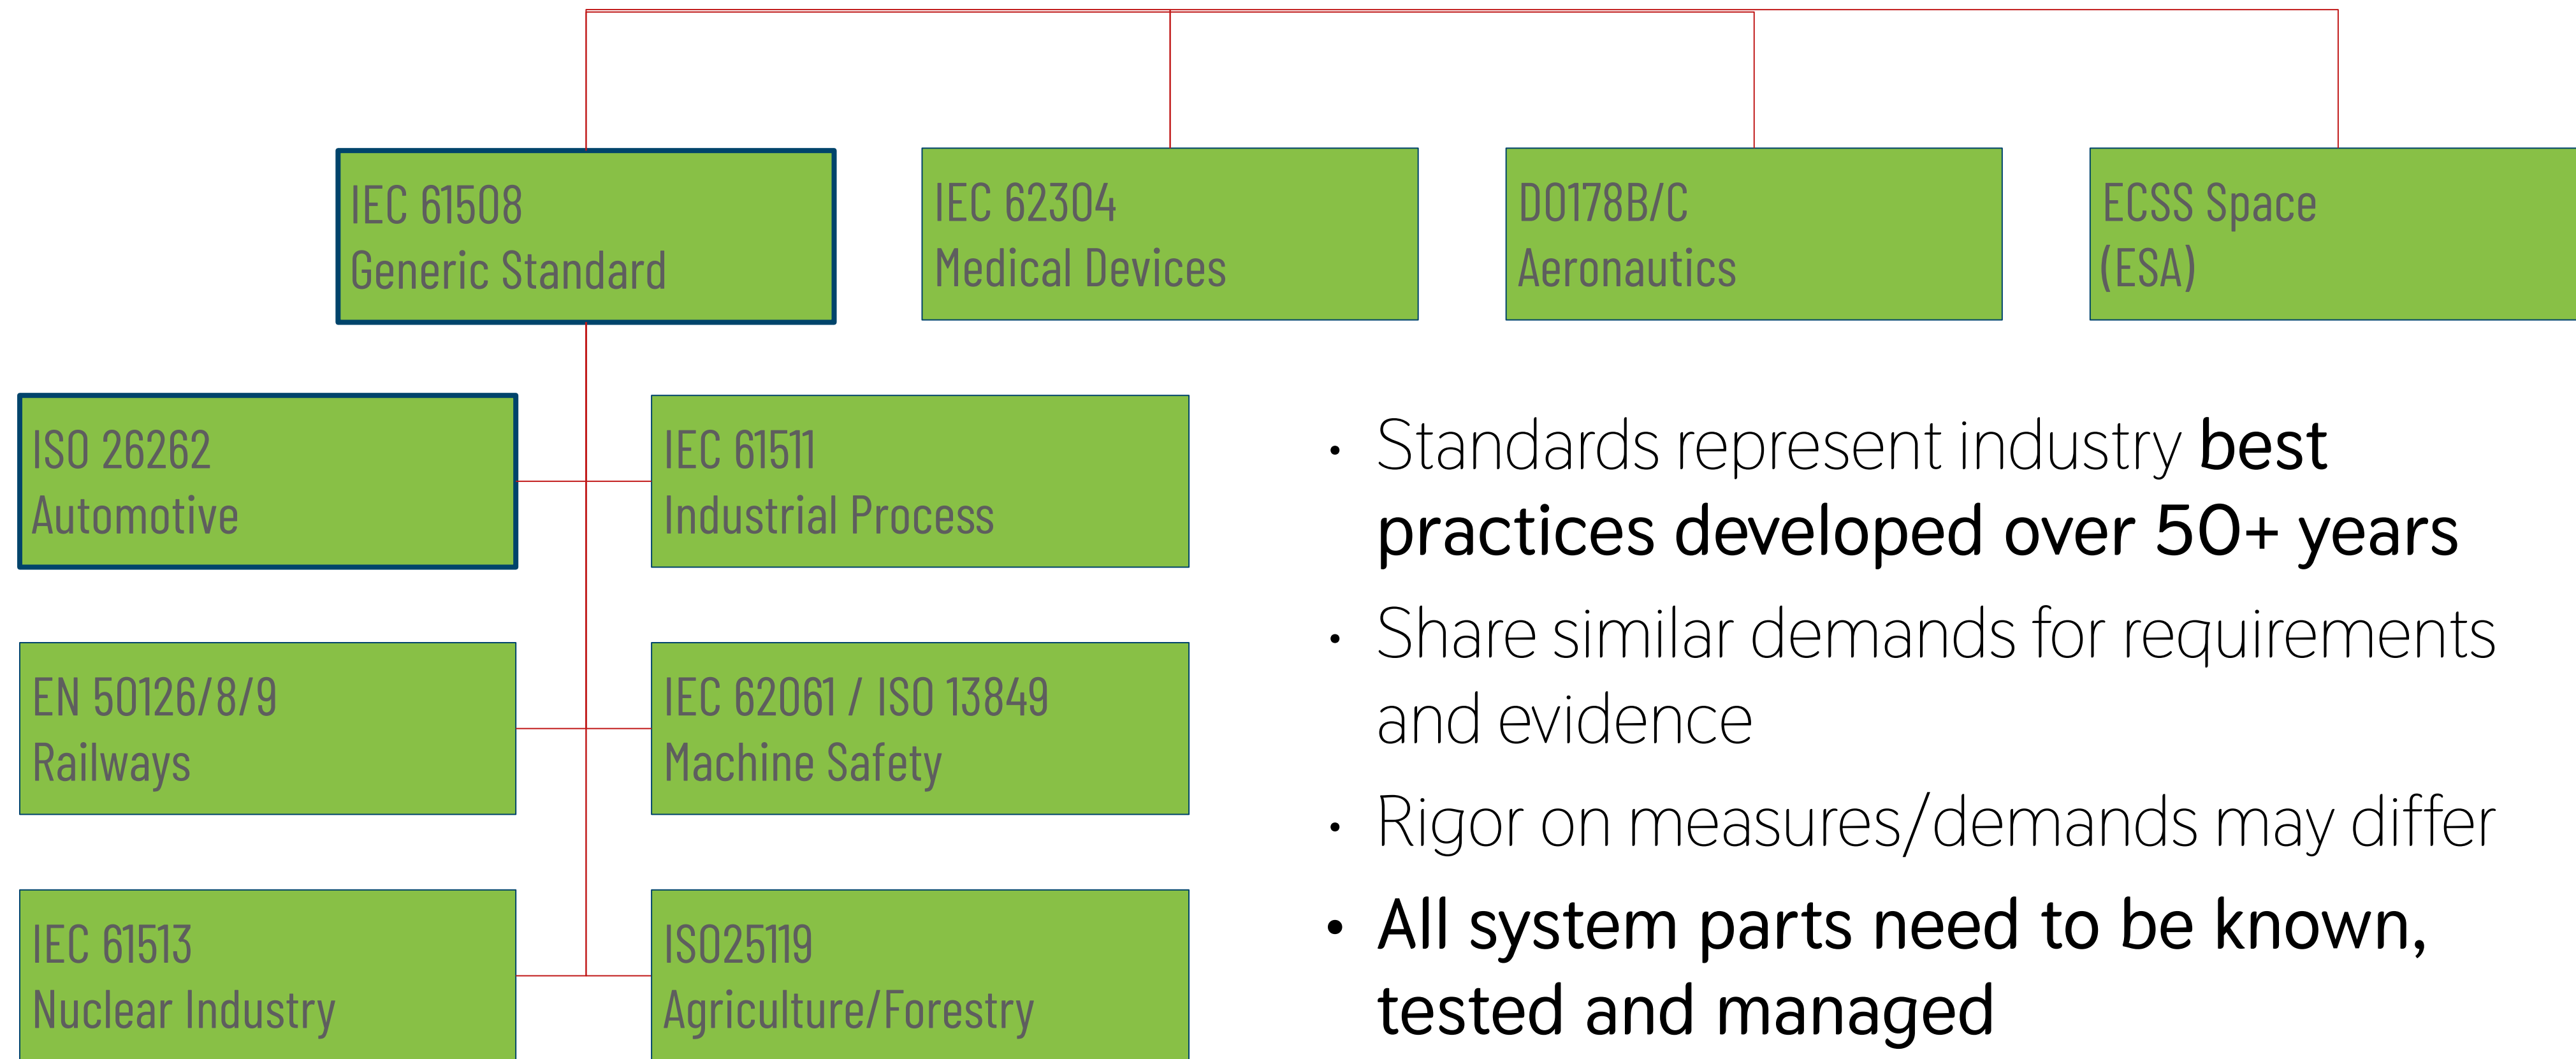 IEC 61508
Generic Standard
IEC 62304
Medical Devices
DO178B/C
Aeronautics
ECSS Space
(ESA)
ISO 26262
Automotive
IEC 61511
Industrial Process
EN 50126/8/9
Railways
IEC 62061 / ISO 13849
Machine Safety
IEC 61513
Nuclear Industry
ISO25119
Agriculture/Forestry
• Standards represent industry best
practices developed over 50+ years
• Share similar demands for requirements
and evidence
• Rigor on measures/demands may differ
• All system parts need to be known,
tested and managed